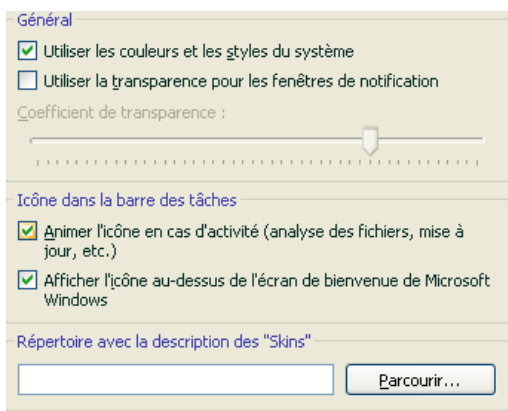 Général
Utiliser les couleurs et les styles du système
Utiliser la transparence pour les fenêtres de notification
Coefficient de transparence :
Icône dans la barre des tâches
Animer l'icône en cas d'activité (analyse des fichiers, mise à
jour, etc.)
Afficher l'icône au-dessus de l'écran de bienvenue de Microsoft
Windows
Répertoire avec la description des "Skins"
Parcourir...